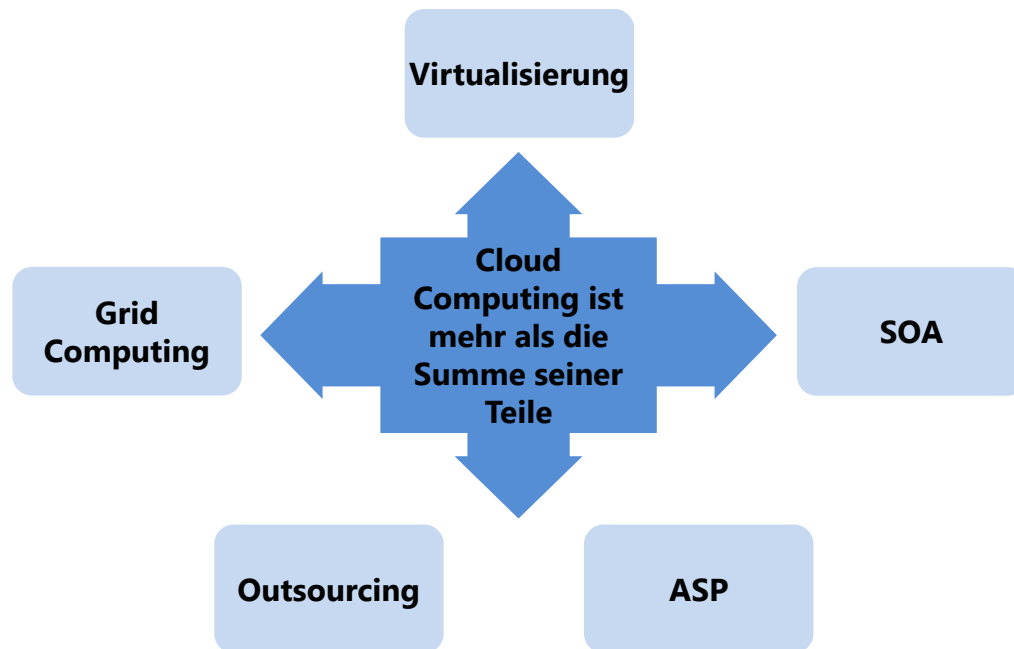 Virtualisierung
Cloud
Computing ist
mehr als die
Summe seiner
Teile
Grid
Computing
SOA
Outsourcing
ASP